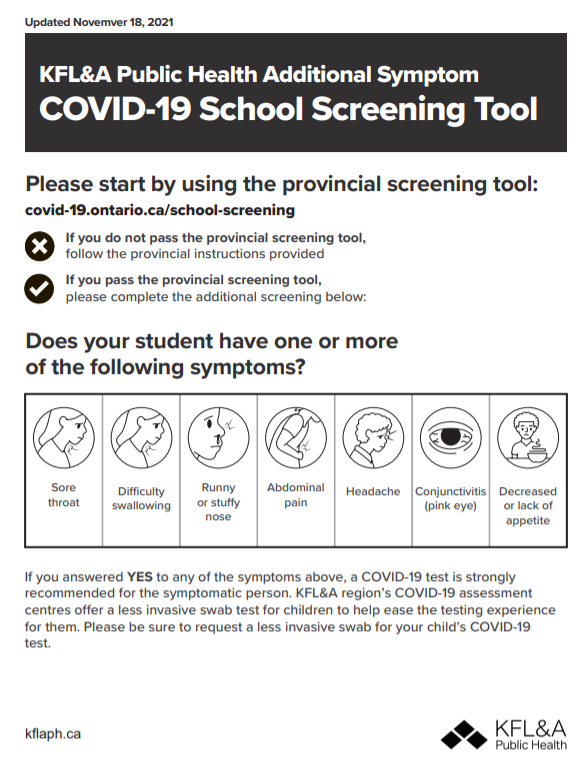 Updated Novemver 18, 2021
KFL&A Public Health Additional Symptom
COVID-19 School Screening Tool
Please start by using the provincial screening tool:
covid-19.ontario.ca/school-screening
If you do not pass the provincial screening tool,
follow the provincial instructions provided
If you pass the provincial screening tool,
please complete the additional screening below:
Does your student have one or more
of the following symptoms?
Sore
throat
Difficulty
swallowing
Runny
or stuffy
nose
Abdominal
pain
Headache
Conjunctivitis
(pink eye)
Decreased
or lack of
appetite
If you answered YES to any of the symptoms above, a COVID-19 test is strongly
recommended for the symptomatic person. KFL&A region's COVID-19 assessment
centres offer a less invasive swab test for children to help ease the testing experience
for them. Please be sure to request a less invasive swab for your child's COVID-19
test.
kflaph.ca
KFL&A
Public Health